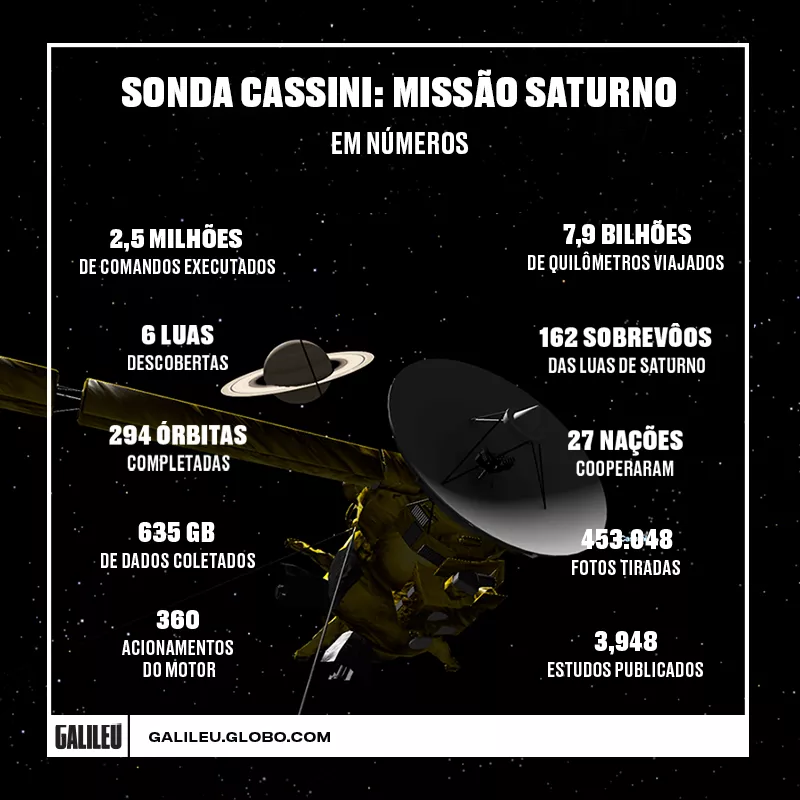 SONDA CASSINI: MISSÃO SATURNO
EM NÚMEROS
2,5 MILHÕES
DE COMANDOS EXECUTADOS
6 LUAS
DESCOBERTAS
294 ÓRBITAS
COMPLETADAS
635 GB
DE DADOS COLETADOS
360
ACIONAMENTOS
DO MOTOR
7,9 BILHÕES
DE QUILÔMETROS VIAJADOS
162 SOBREVÔOS
DAS LUAS DE SATURNO
27 NAÇÕES
COOPERARAM
453.048
FOTOS TIRADAS
3,948
ESTUDOS PUBLICADOS
GALILEU
GALILEU.GLOBO.COM